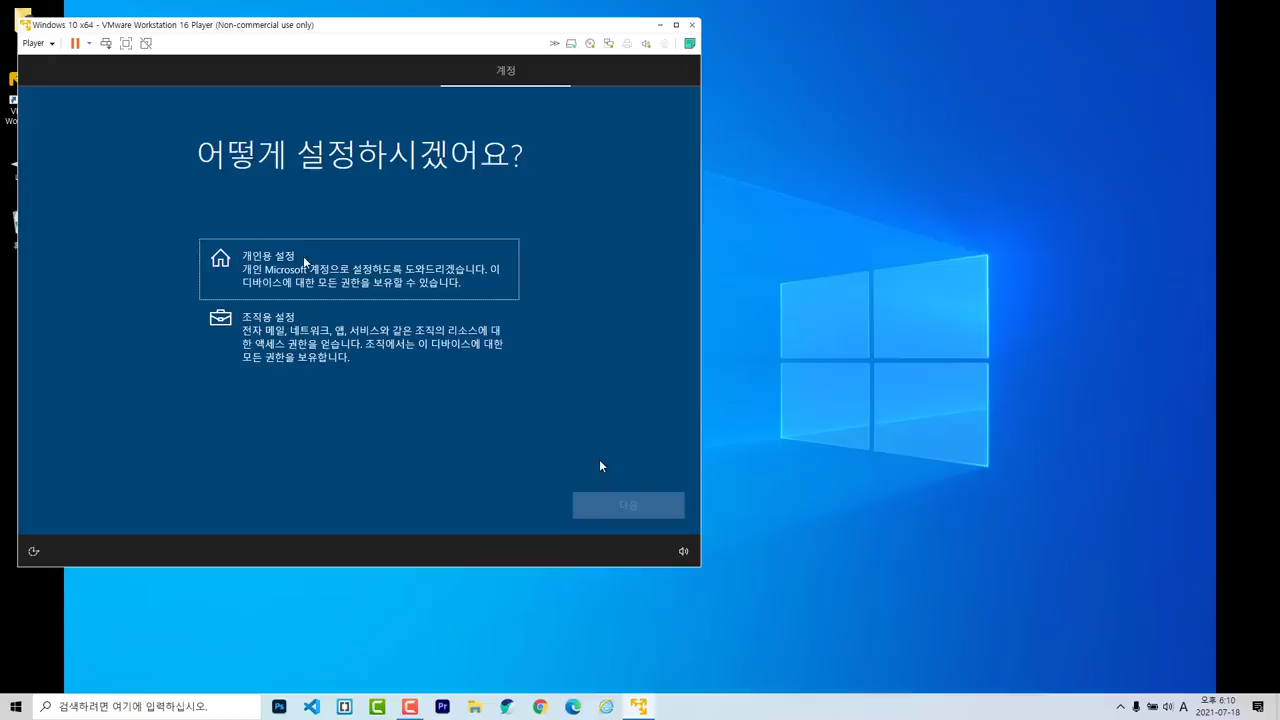 Windows 10 x64 - VMware Workstation 16 Player (Non-commercial use only)
Player
계정
어떻게 설정하시겠어요?
개인용 설정
개인 Microsoft 계정으로 설정하도록 도와드리겠습니다. 이
디바이스에 대한 모든 권한을 보유할 수 있습니다.
조직용 설정
전자 메일, 네트워크, 앱, 서비스와 같은 조직의 리소스에 대
한 액세스 권한을 얻습니다. 조직에서는 이 디바이스에 대한
모든 권한을 보유합니다.
다음
검색하려면 여기에 입력하십시오.
Ps
Pr
A
오후 6:10
2021-07-18